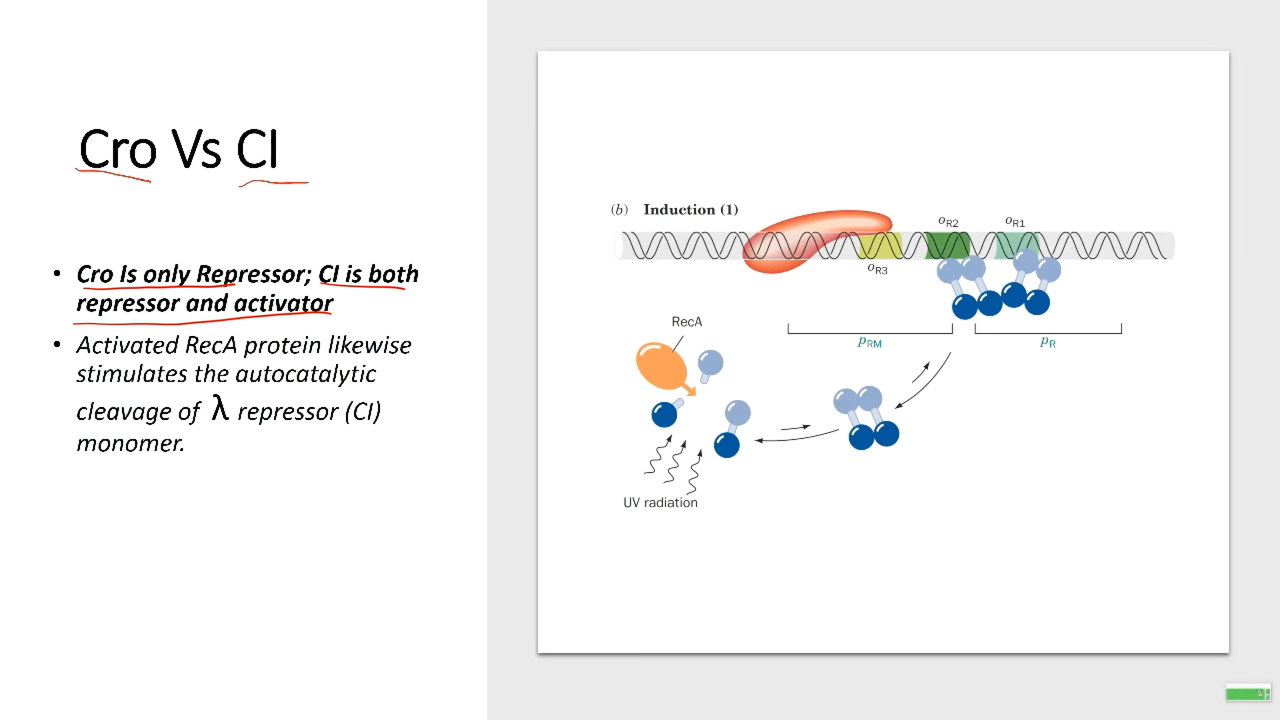 Cro Vs CI
• Cro Is only Repressor; CI is both
repressor and activator
• Activated RecA protein likewise
stimulates the autocatalytic
cleavage of λ repressor (CI)
monomer.
(b) Induction (1)
oR2
oR1
oR3
RecA
pRM
pR
UV radiation